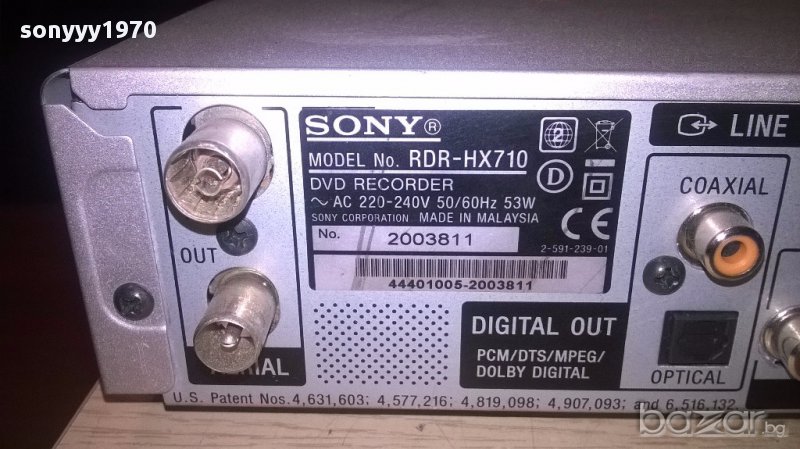 sonyyy1970
SONY®
MODEL No. RDR-HX710
DVD RECORDER
~ AC 220-240V 50/60Hz 53W
SONY CORPORATION MADE IN MALAYSIA
No. 2003811
2-591-239-01
44401005-2003811
2
D
CE
LINE
COAXIAL
OUT
DIGITAL OUT
PCM/DTS/MPEG/
DOLBY DIGITAL
OPTICAL
U.S. Patent Nos. 4,631,603; 4,577,216; 4,819,098; 4,907,093; and 6,516,132
bazar.bg